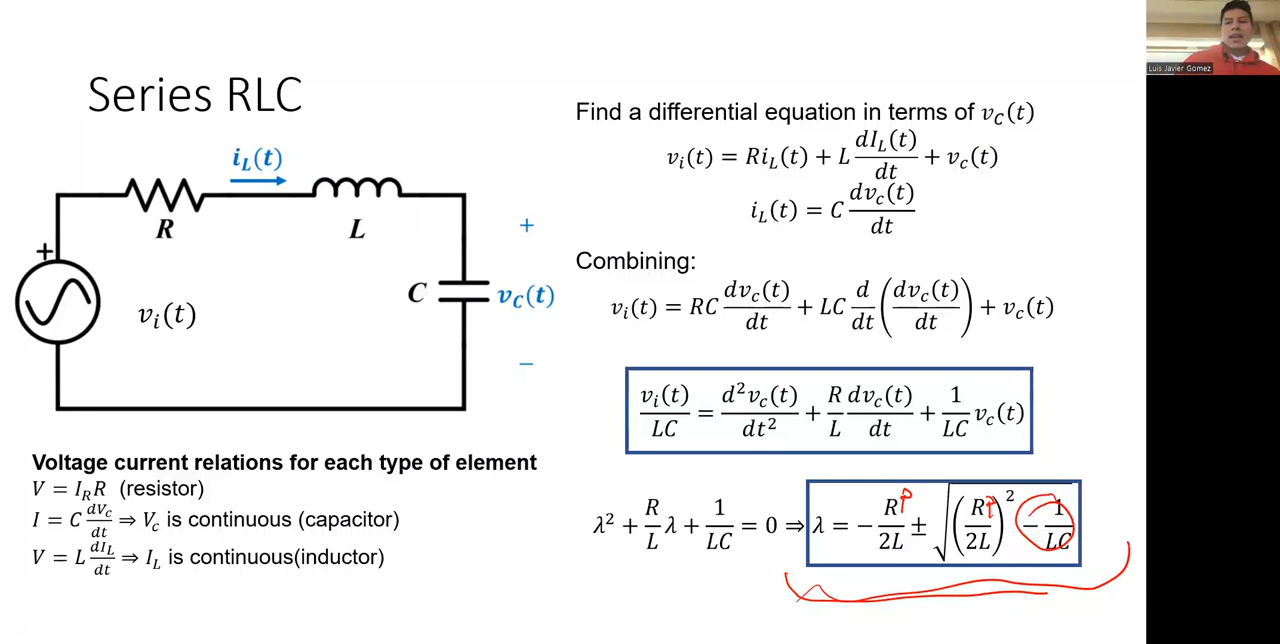 Series RLC
i_L(t)
R
L
+
+
v_i(t)
C
v_C(t)
−
Voltage current relations for each type of element
V = I_R R (resistor)
I = C dV_c/dt ⇒ V_c is continuous (capacitor)
V = L dI_L/dt ⇒ I_L is continuous(inductor)
Find a differential equation in terms of v_C(t)
v_i(t) = Ri_L(t) + L dI_L(t)/dt + v_c(t)
i_L(t) = C dv_c(t)/dt
Combining:
v_i(t) = RC dv_c(t)/dt + LC d/dt (dv_c(t)/dt) + v_c(t)
v_i(t)/LC = d²v_c(t)/dt² + R/L dv_c(t)/dt + 1/LC v_c(t)
λ² + R/L λ + 1/LC = 0 ⇒ λ = − R/2L ± √((R/2L)² − 1/LC)
Luis Javier Gomez